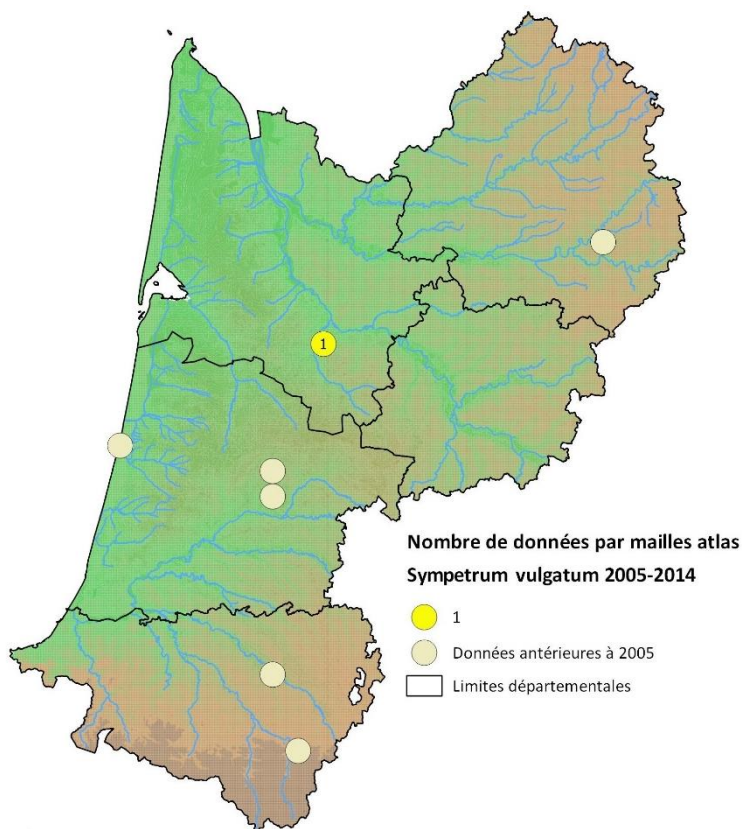 1
Nombre de données par mailles atlas
Sympetrum vulgatum 2005-2014
1
Données antérieures à 2005
Limites départementales